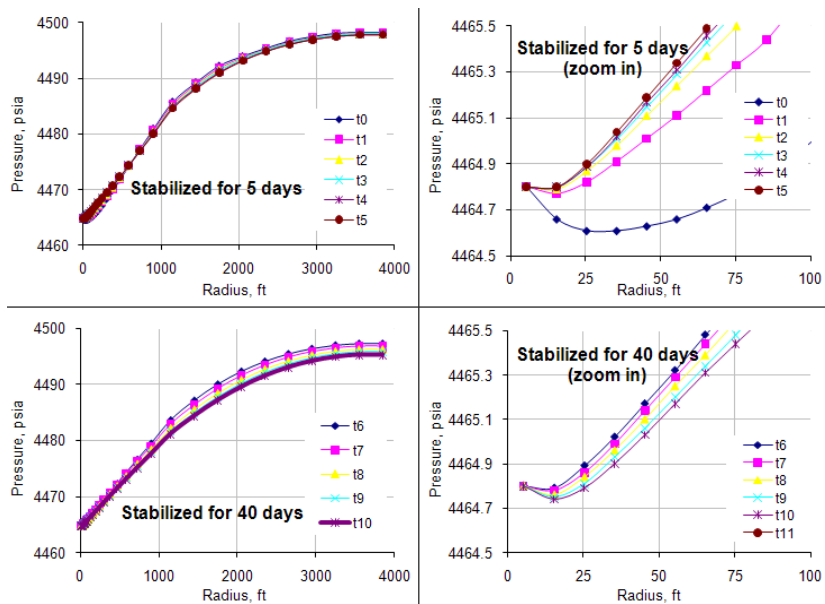 4500
4490
4480
4470
4460
Pressure, psia
t0
t1
t2
t3
t4
t5
Stabilized for 5 days
0 1000 2000 3000 4000
Radius, ft
4465.5
4465.3
4465.1
4464.9
4464.7
4464.5
Pressure, psia
Stabilized for 5 days
(zoom in)
t0
t1
t2
t3
t4
t5
0 25 50 75 100
Radius, ft
4500
4490
4480
4470
4460
Pressure, psia
t6
t7
t8
t9
t10
Stabilized for 40 days
0 1000 2000 3000 4000
Radius, ft
4465.5
4465.3
4465.1
4464.9
4464.7
4464.5
Pressure, psia
Stabilized for 40 days
(zoom in)
t6
t7
t8
t9
t10
t11
0 25 50 75 100
Radius, ft